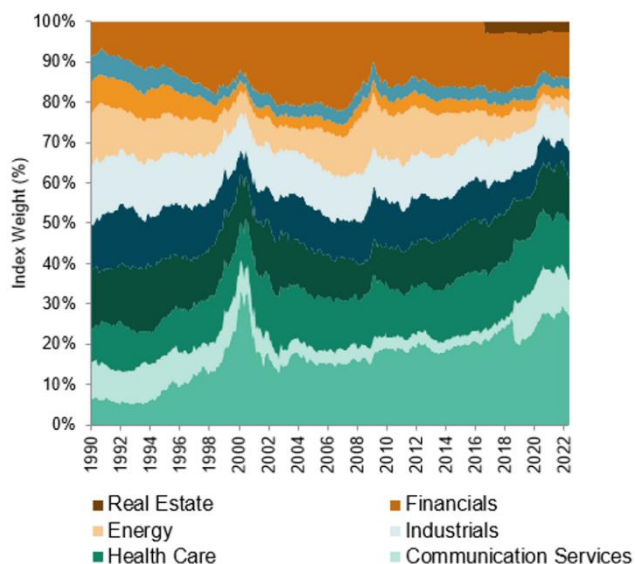 100%
90%
80%
70%
60%
50%
40%
30%
20%
10%
0%
Index Weight (%)
1990 1992 1994 1996 1998 2000 2002 2004 2006 2008 2010 2012 2014 2016 2018 2020 2022
Real Estate Financials
Energy Industrials
Health Care Communication Services